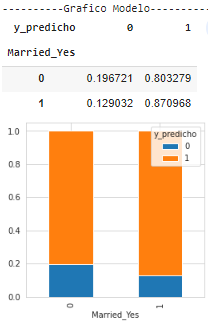 ----------Grafico Modelo-----
y_predicho 0 1
Married_Yes
0 0.196721 0.803279
1 0.129032 0.870968
1.0
0.8
0.6
0.4
0.2
0.0
y_predicho
0
1
0 1
Married_Yes